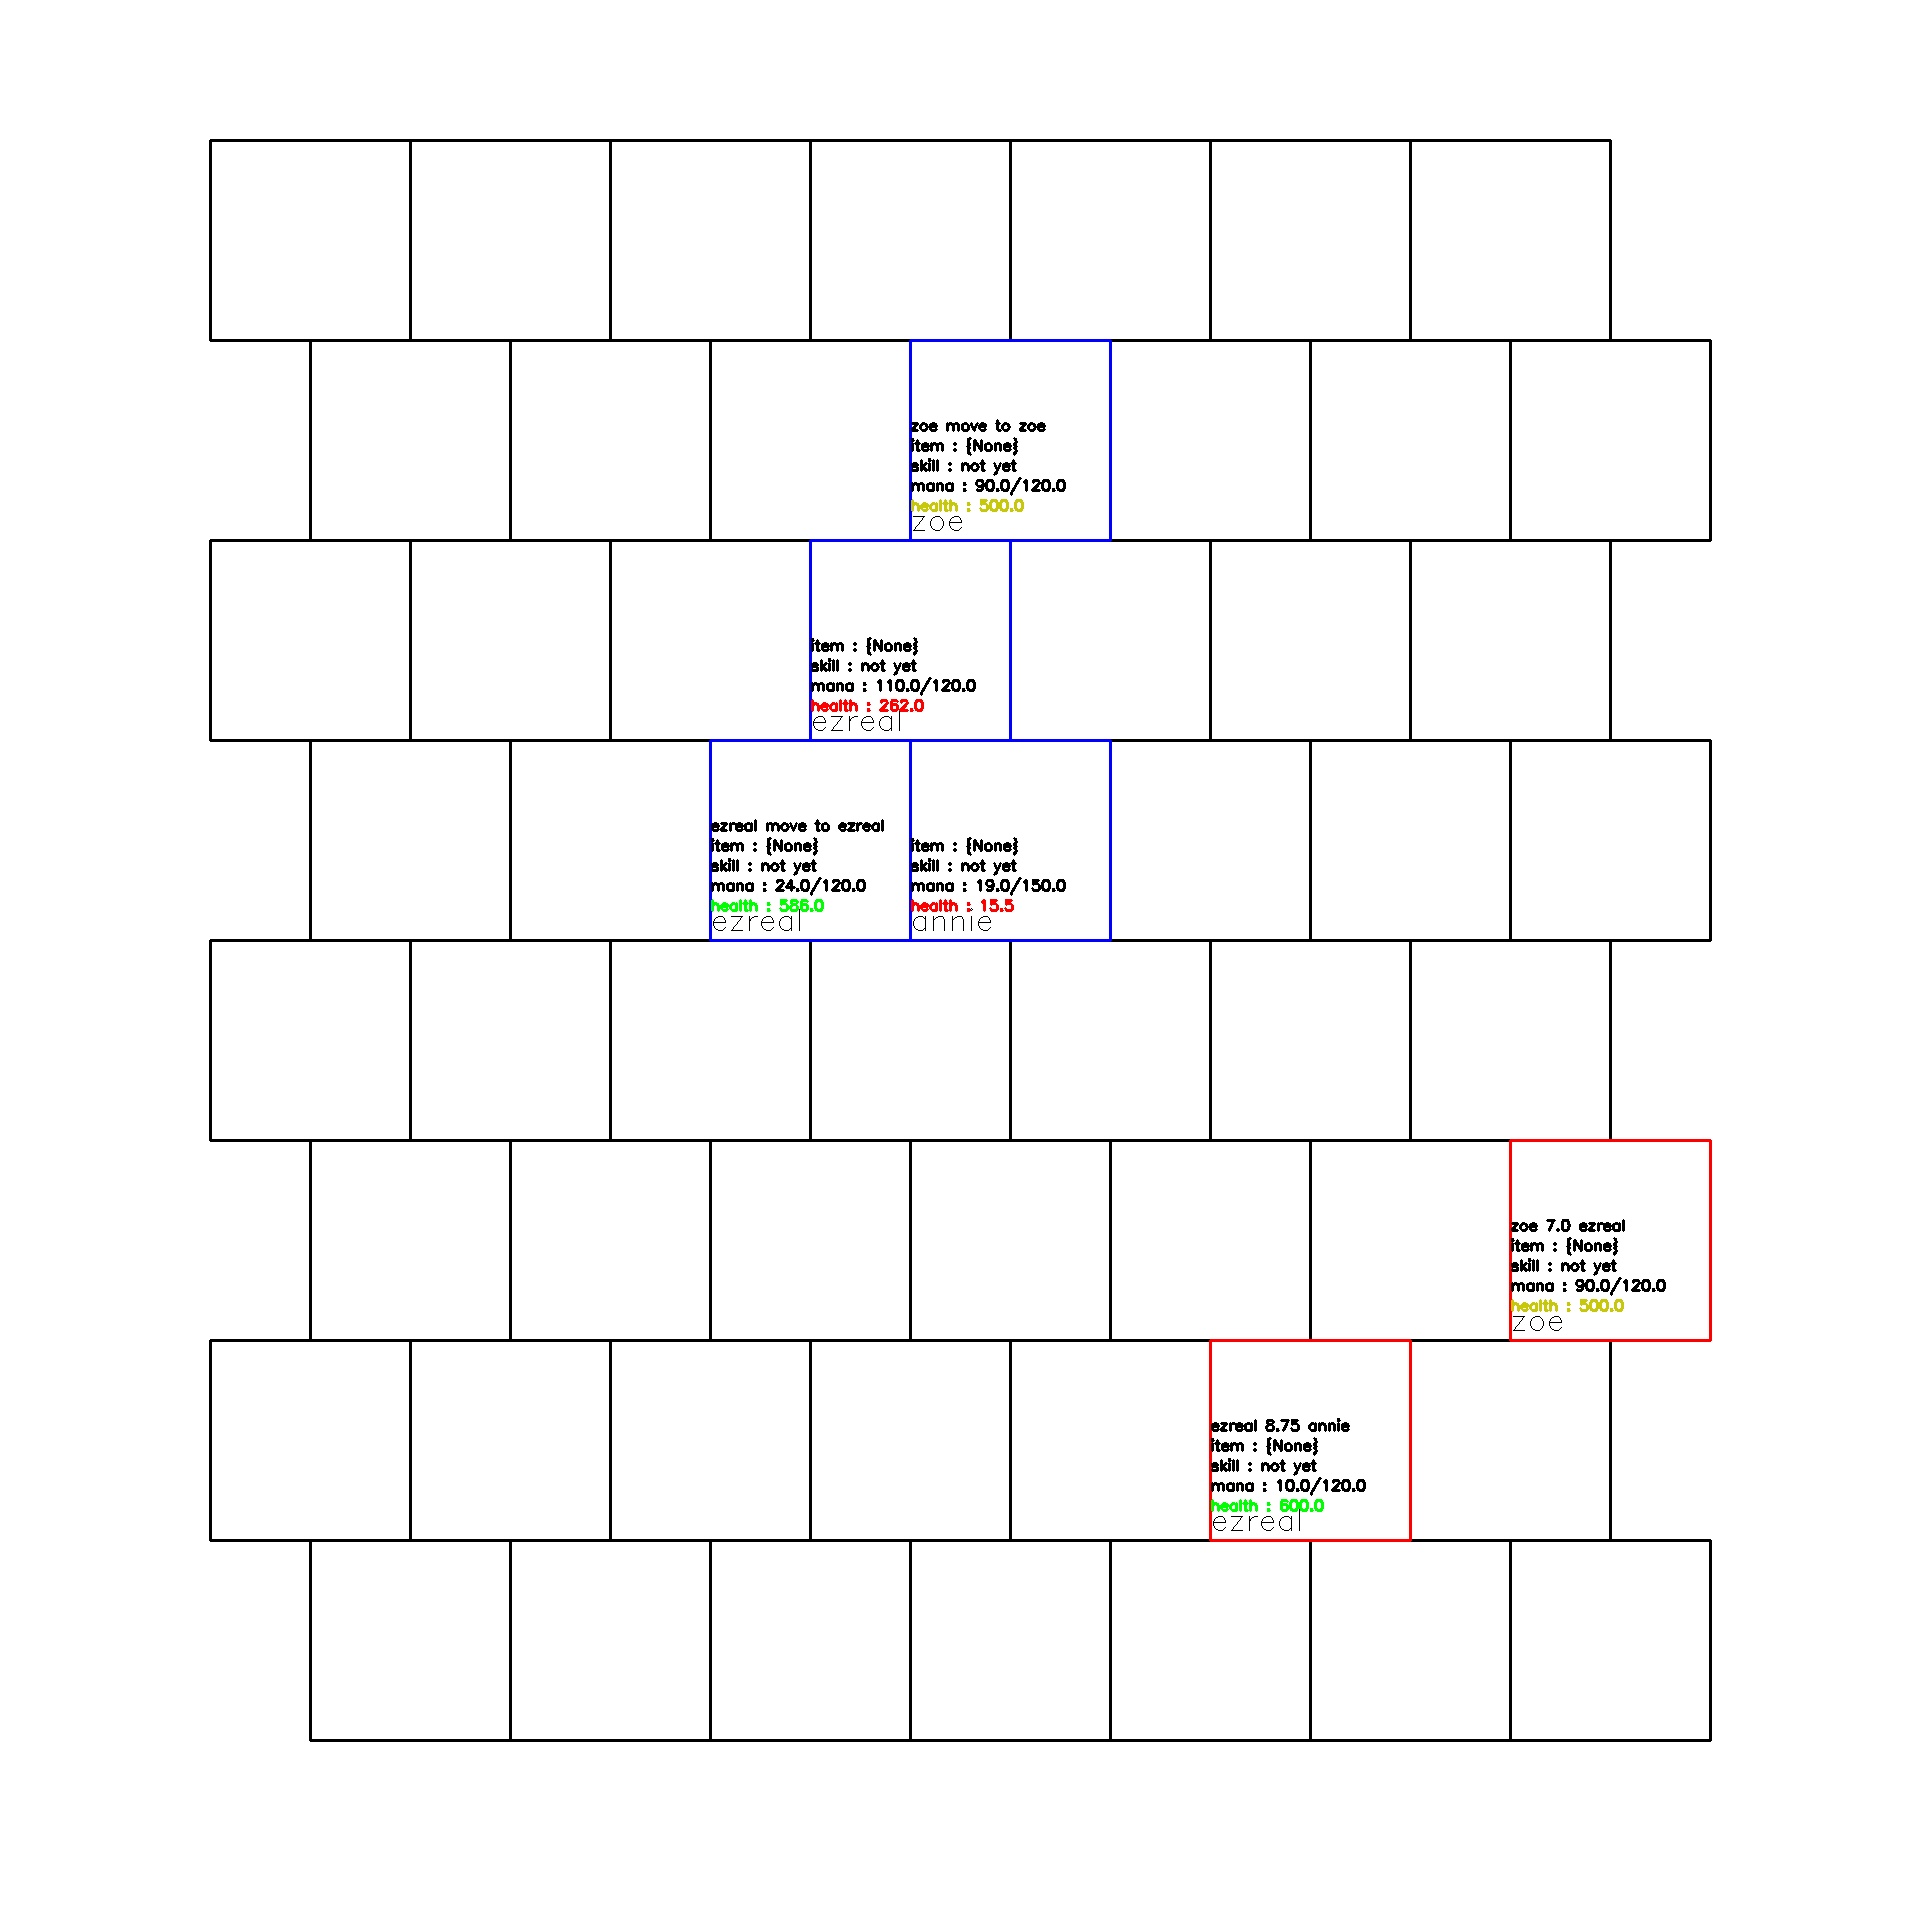 zoe move to zoe
item : {None}
skill : not yet
mana : 90.0/120.0
health : 500.0
zoe
item : {None}
skill : not yet
mana : 110.0/120.0
health : 262.0
ezreal
ezreal move to ezreal
item : {None}
skill : not yet
mana : 24.0/120.0
health : 586.0
ezreal
item : {None}
skill : not yet
mana : 19.0/150.0
health : 15.5
annie
zoe 7.0 ezreal
item : {None}
skill : not yet
mana : 90.0/120.0
health : 500.0
zoe
ezreal 8.75 annie
item : {None}
skill : not yet
mana : 10.0/120.0
health : 600.0
ezreal